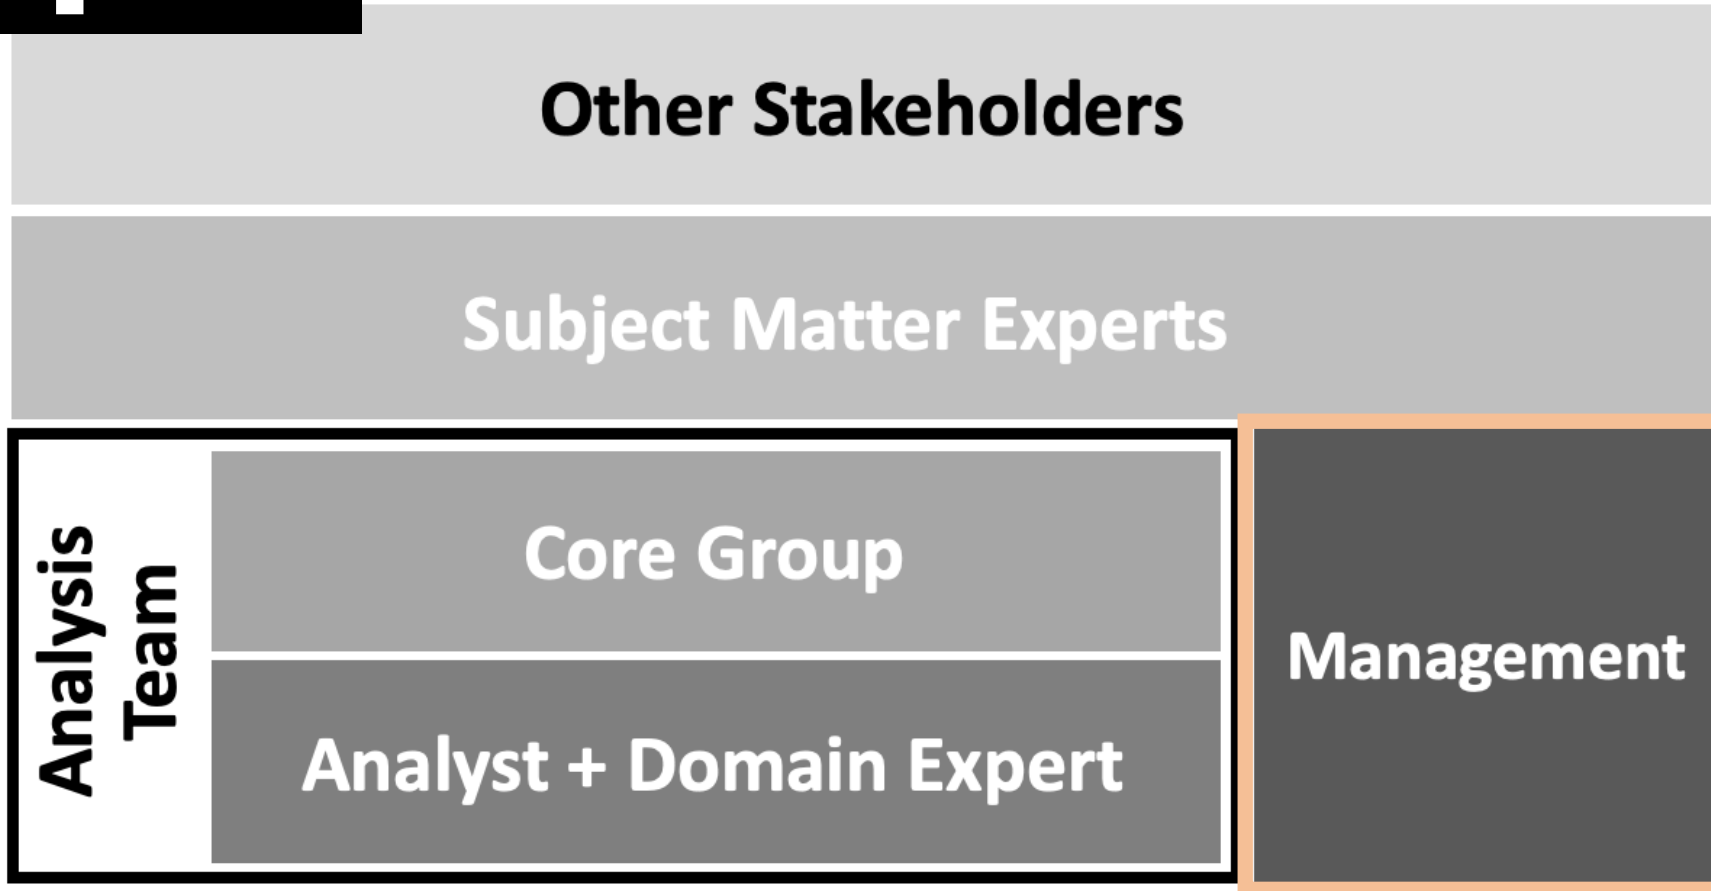 Other Stakeholders
Subject Matter Experts
Analysis
Team
Core Group
Analyst + Domain Expert
Management